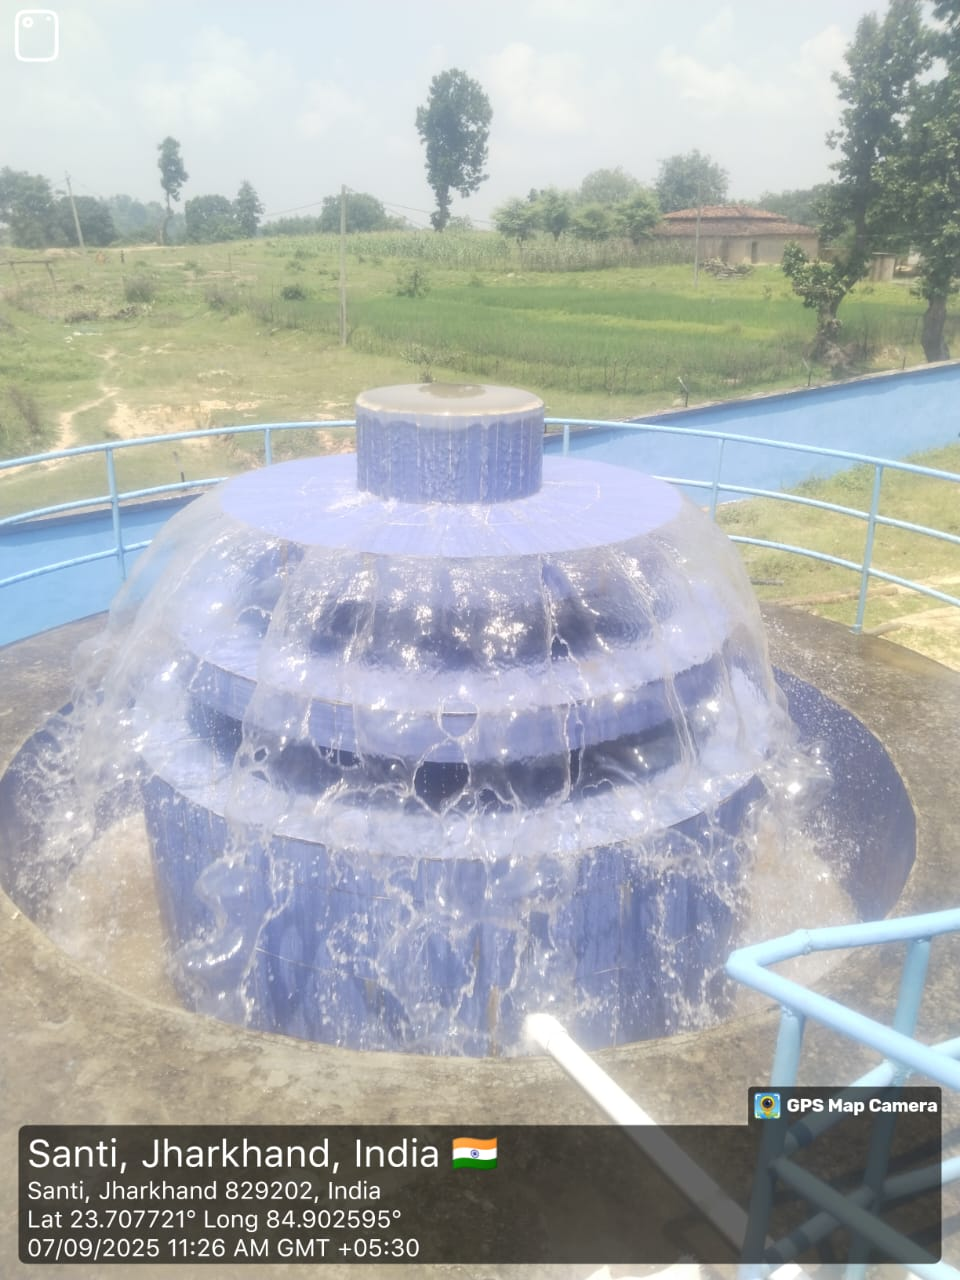 GPS Map Camera
Santi, Jharkhand, India 🇮🇳
Santi, Jharkhand 829202, India
Lat 23.707721° Long 84.902595°
07/09/2025 11:26 AM GMT +05:30